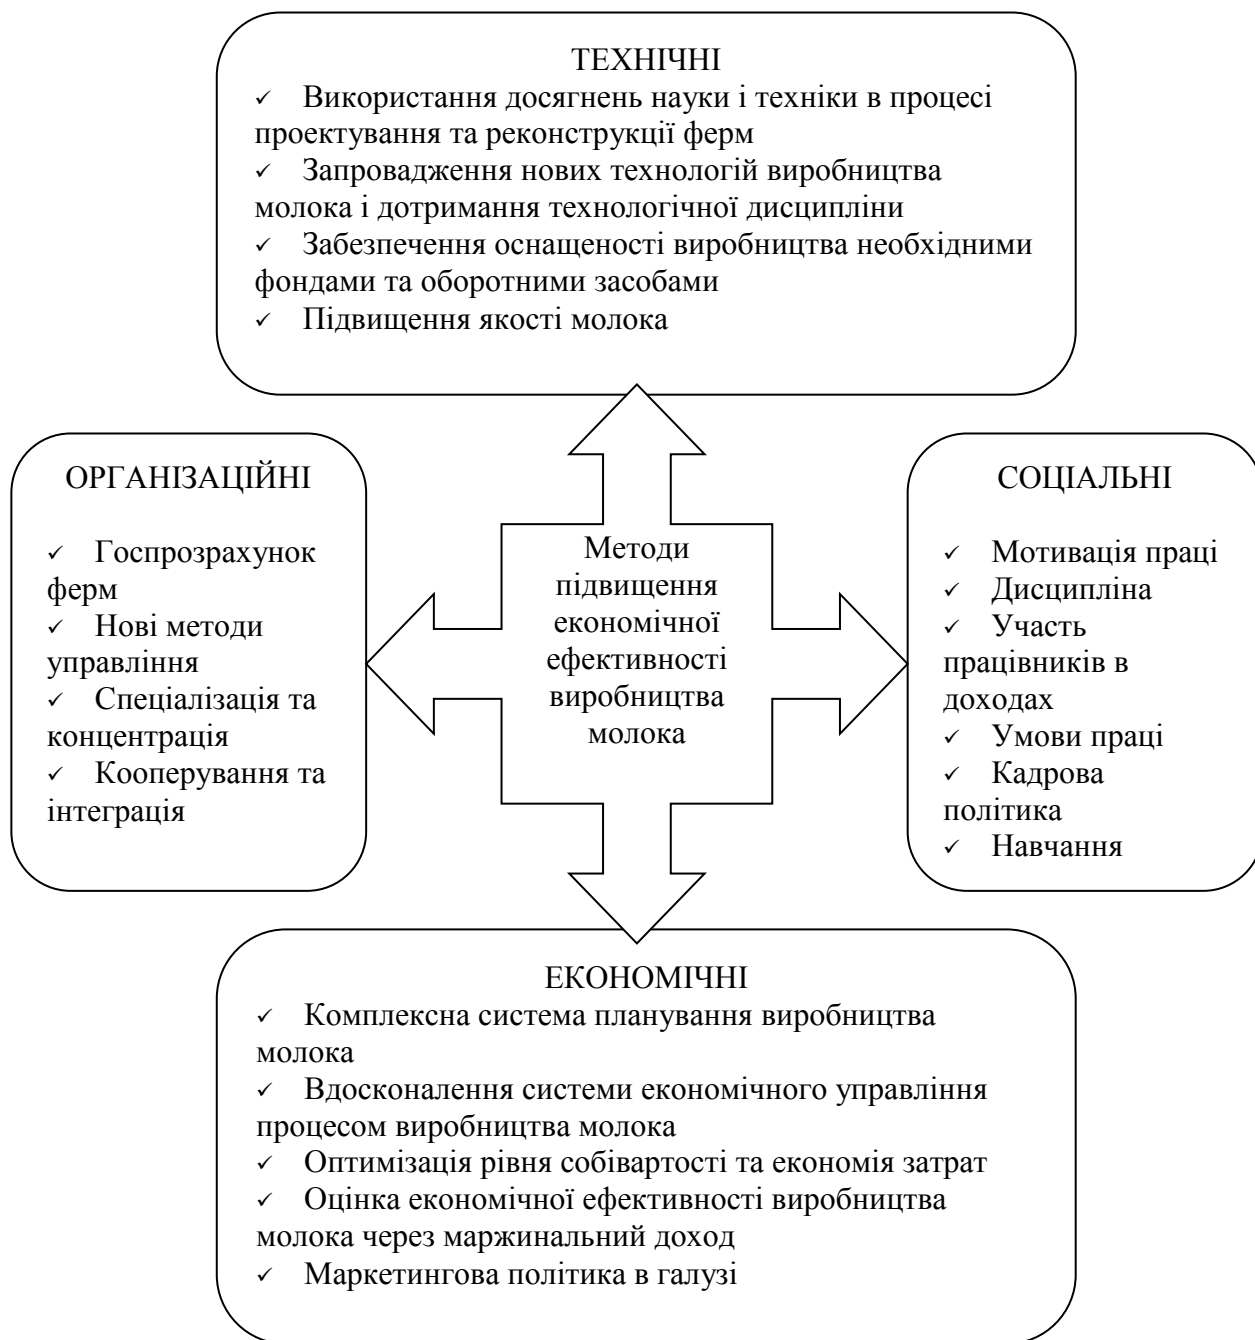 ТЕХНІЧНІ
✓ Використання досягнень науки і техніки в процесі
проектування та реконструкції ферм
✓ Запровадження нових технологій виробництва
молока і дотримання технологічної дисципліни
✓ Забезпечення оснащеності виробництва необхідними
фондами та оборотними засобами
✓ Підвищення якості молока
ОРГАНІЗАЦІЙНІ
✓ Госпрозрахунок
ферм
✓ Нові методи
управління
✓ Спеціалізація та
концентрація
✓ Кооперування та
інтеграція
Методи
підвищення
економічної
ефективності
виробництва
молока
СОЦІАЛЬНІ
✓ Мотивація праці
✓ Дисципліна
✓ Участь
працівників в
доходах
✓ Умови праці
✓ Кадрова
політика
✓ Навчання
ЕКОНОМІЧНІ
✓ Комплексна система планування виробництва
молока
✓ Вдосконалення системи економічного управління
процесом виробництва молока
✓ Оптимізація рівня собівартості та економія затрат
✓ Оцінка економічної ефективності виробництва
молока через маржинальний доход
✓ Маркетингова політика в галузі